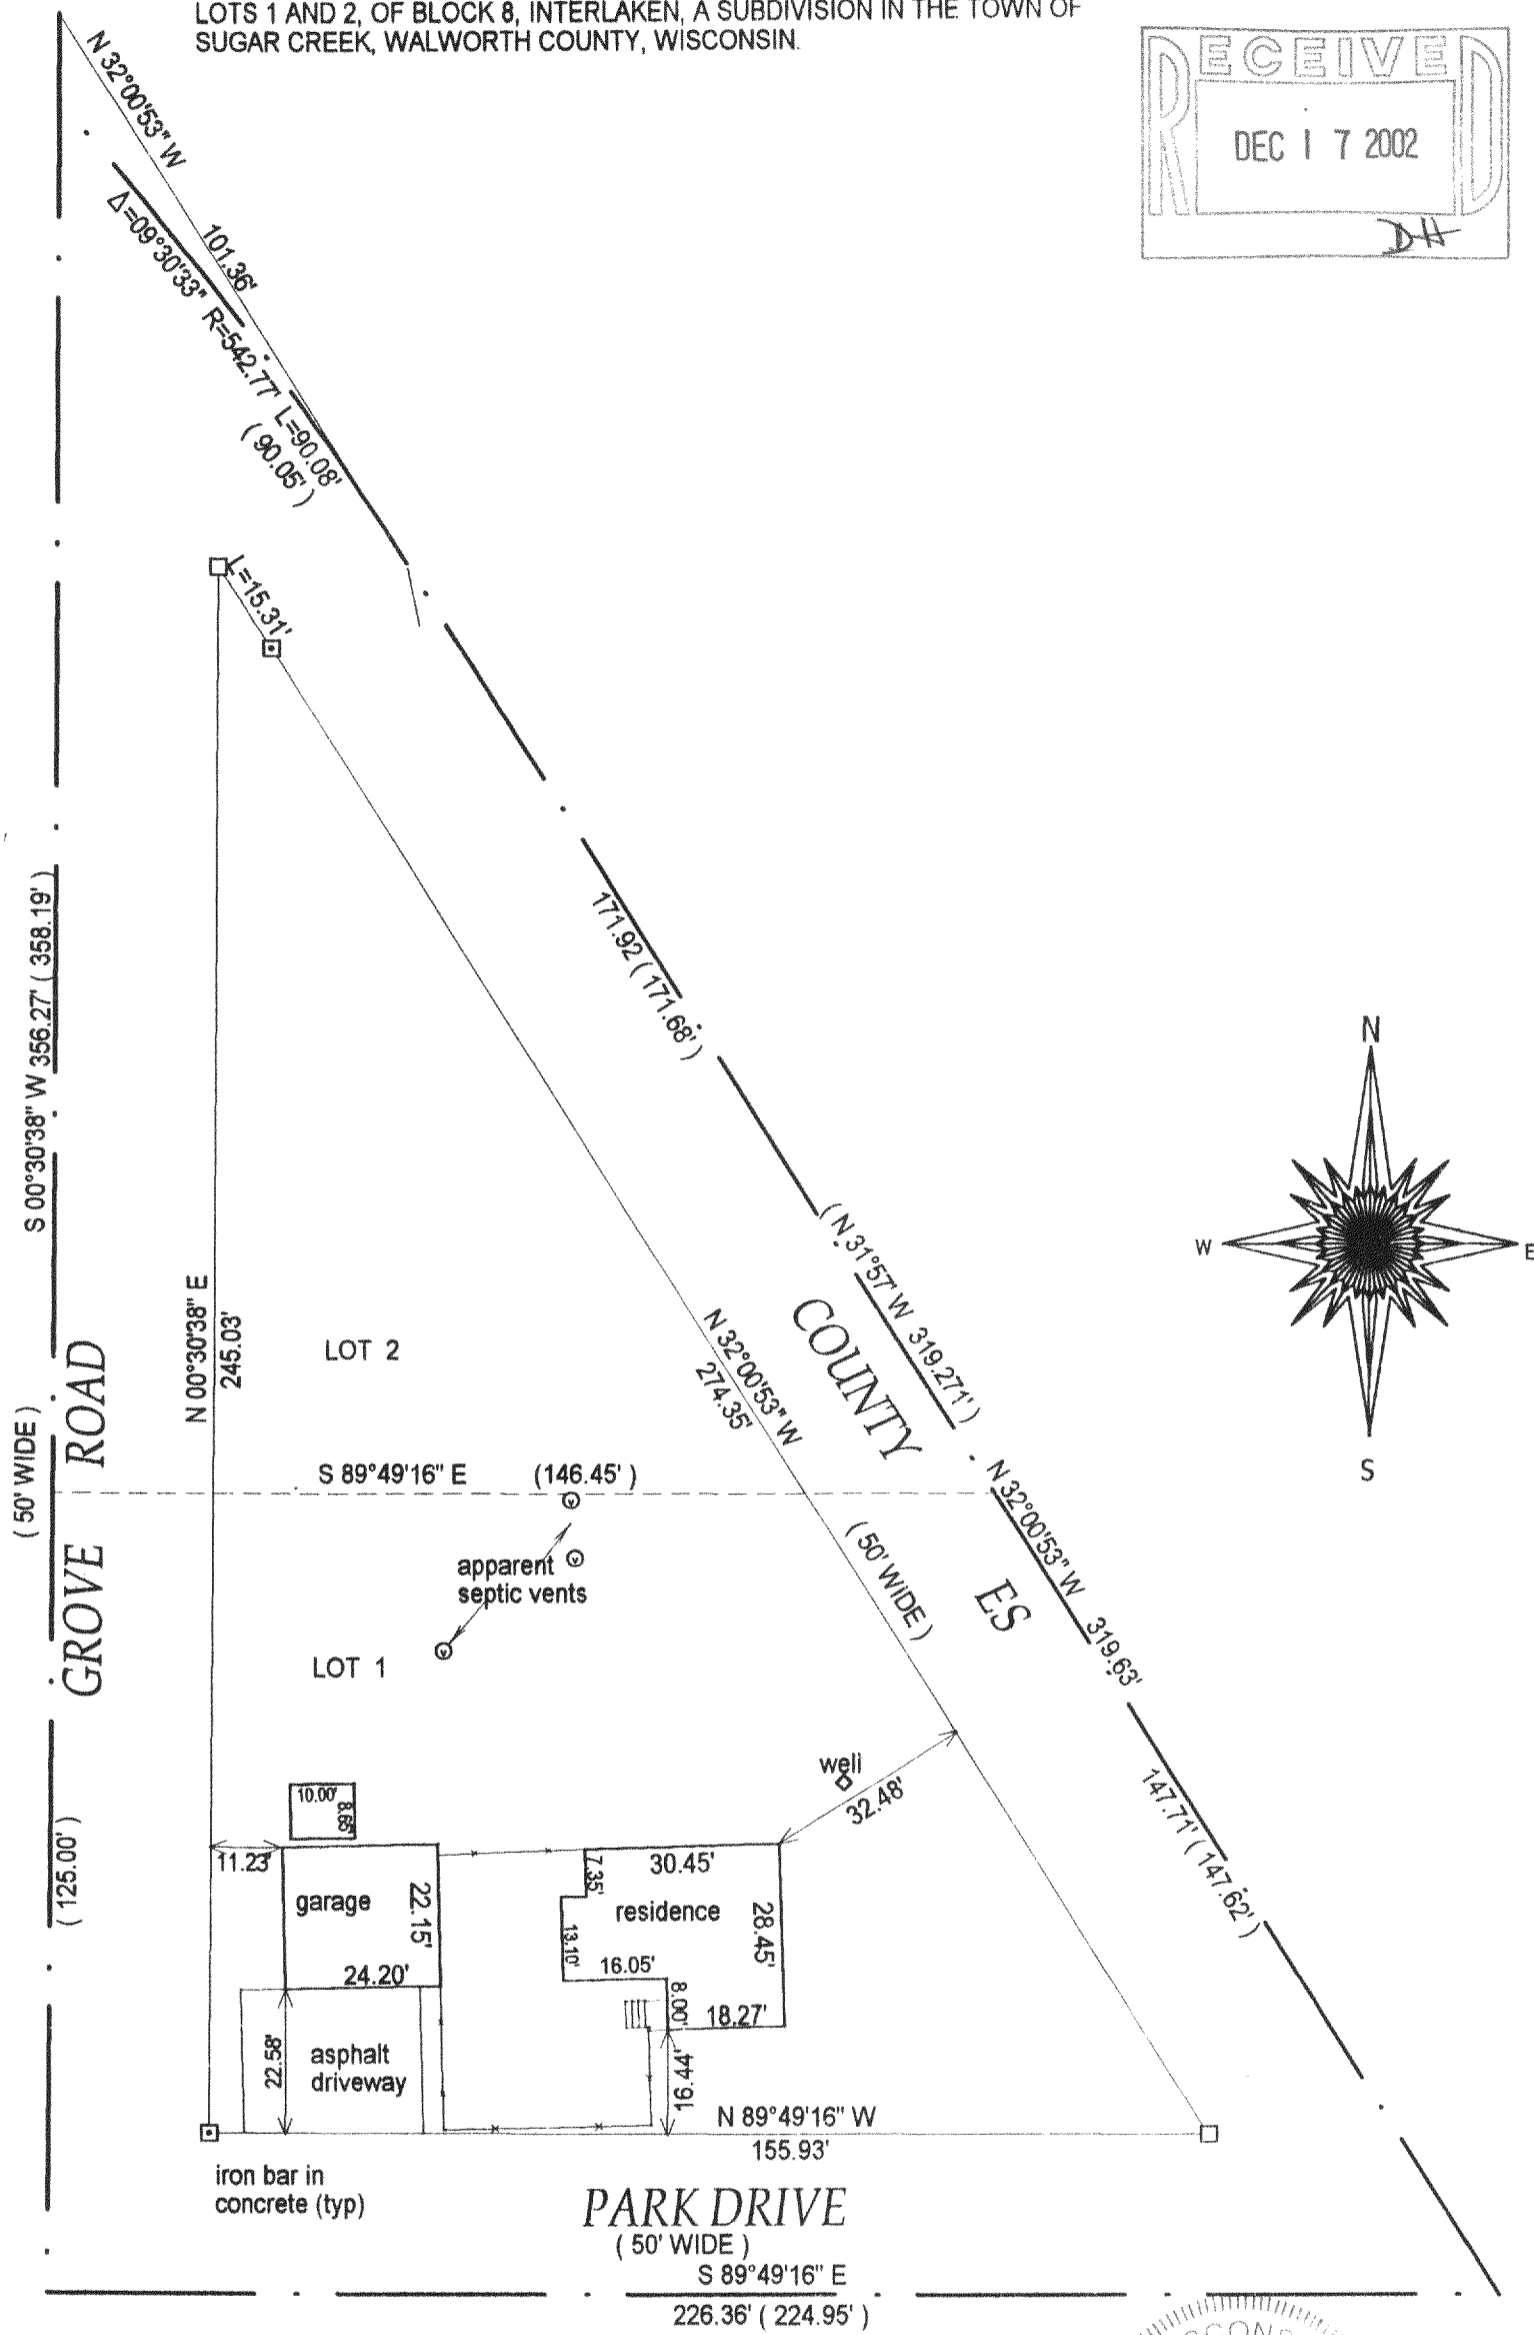 LOTS 1 AND 2, OF BLOCK 8, INTERLAKEN, A SUBDIVISION IN THE TOWN OF
SUGAR CREEK, WALWORTH COUNTY, WISCONSIN.
RECEIVED
DEC 17 2002
DH
N 32°00'53" W
101.36'
Δ=09°30'33" R=542.77' L=90.08'
( 90.05' )
L=15.31'
171.92 ( 171.68' )
S 00°30'38" W 356.27' ( 358.19' )
N
W
E
S
( N 31°57' W 319.271' )
COUNTY
ES
( 50' WIDE )
N 32°00'53" W
274.35'
N 00°30'38" E
245.03'
LOT 2
GROVE ROAD
( 50' WIDE )
S 89°49'16" E (146.45' )
N 32°00'53" W 319.63'
apparent
septic vents
LOT 1
well
32.48'
147.71' ( 147.62' )
( 125.00' )
10.00'
8.65'
11.23'
garage
22.15'
24.20'
7.35'
30.45'
residence
28.45'
13.10'
16.05'
8.00'
18.27'
22.58'
asphalt
driveway
16.44'
N 89°49'16" W
155.93'
iron bar in
concrete (typ)
PARK DRIVE
( 50' WIDE )
S 89°49'16" E
226.36' ( 224.95' )